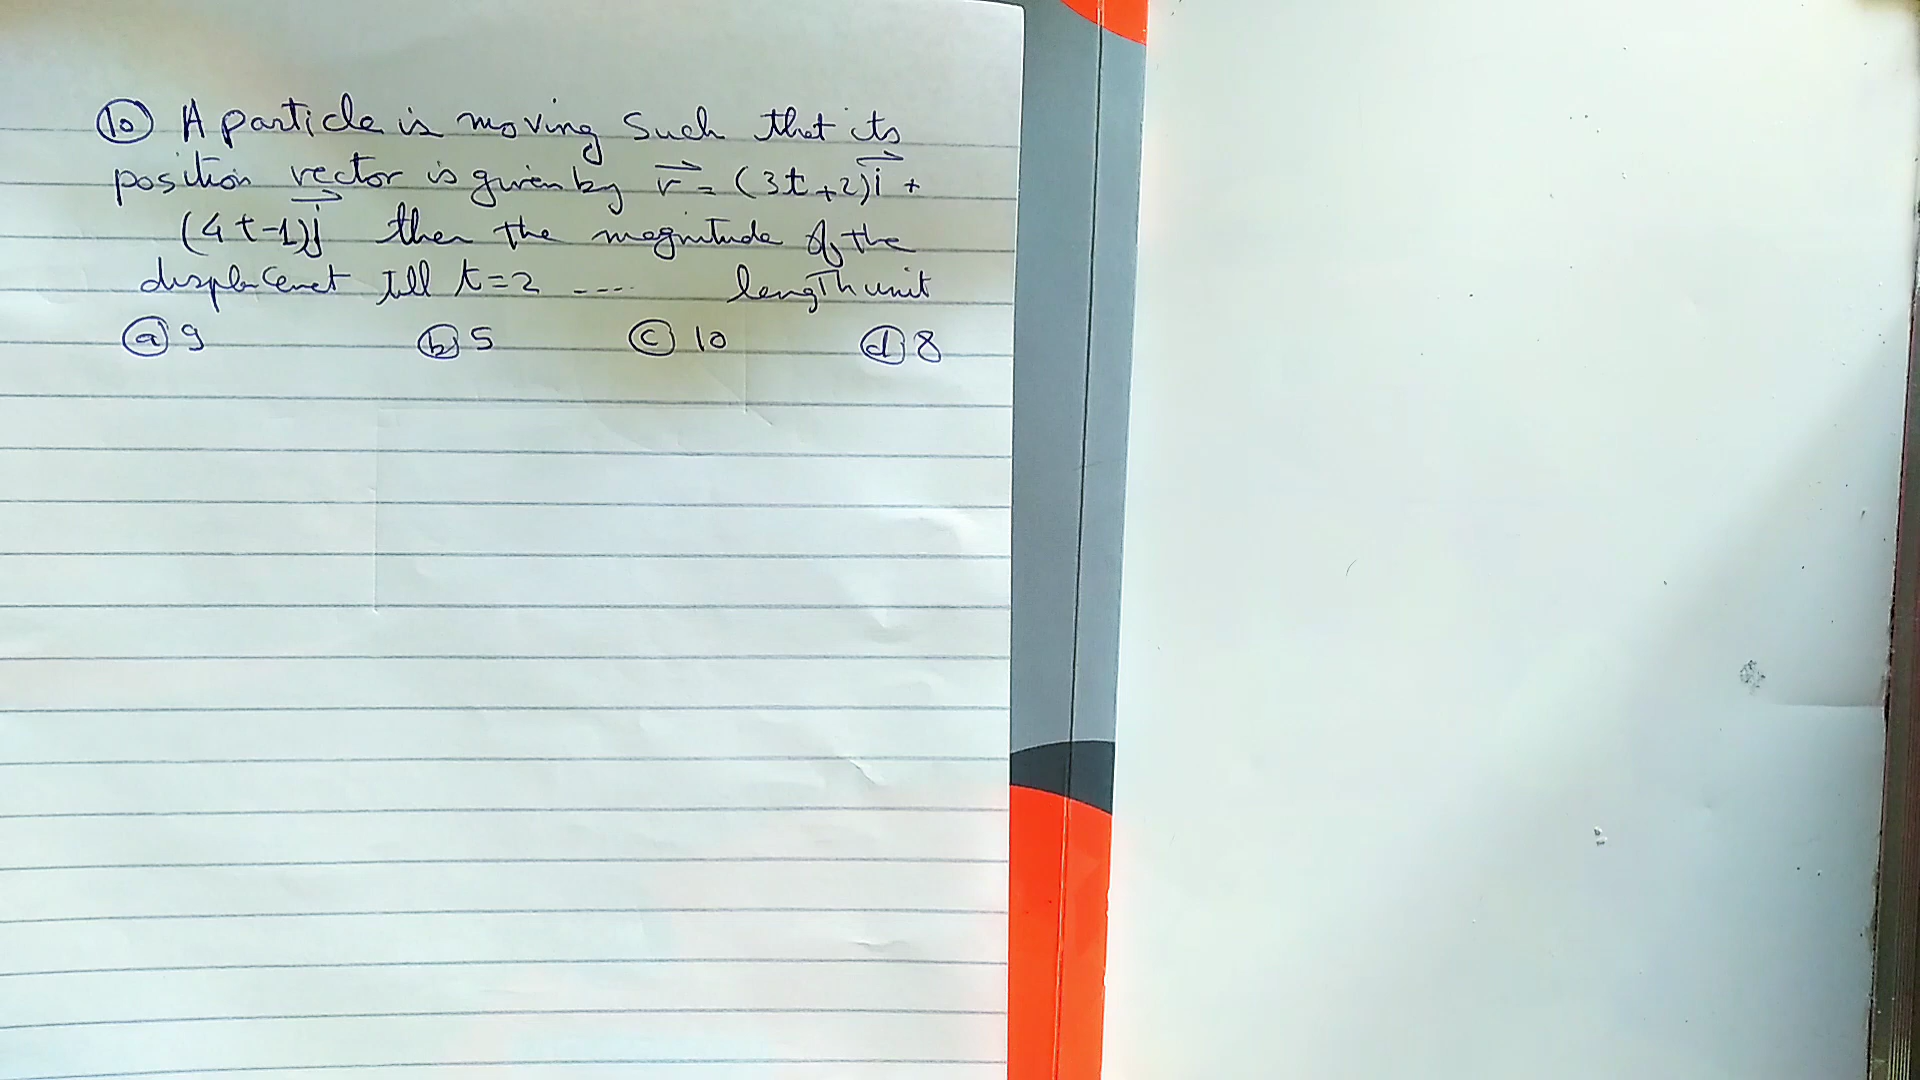 (10) A particle is moving such that its
position vector is given by r⃗ = (3t+2)i⃗ +
(4t-1)j⃗ then the magnitude of the
displacemet till t=2 .... length unit
(a) 9 (b) 5 (c) 10 (d) 8